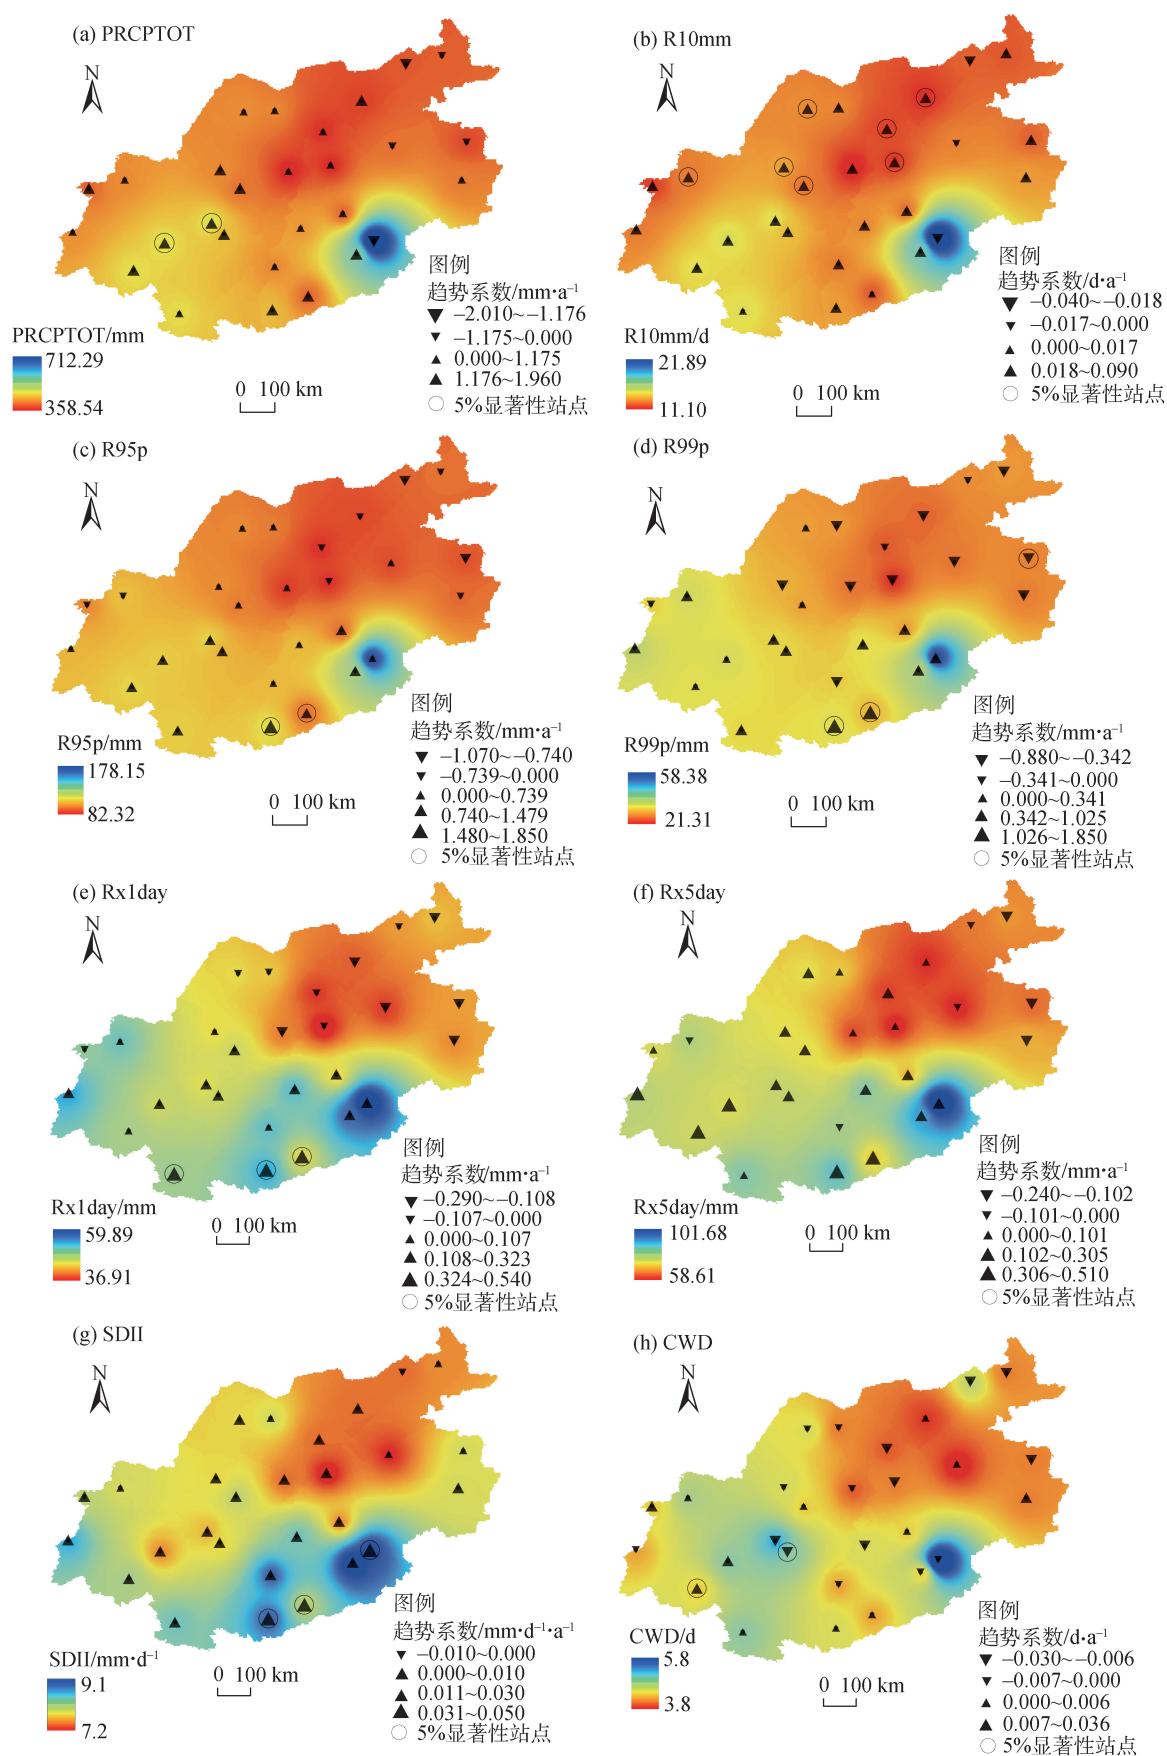 (a) PRCPTOT
N
图例
趋势系数/mm·a⁻¹
−2.010~−1.176
−1.175~0.000
0.000~1.175
1.176~1.960
5%显著性站点
PRCPTOT/mm
712.29
358.54
0 100 km
(b) R10mm
N
图例
趋势系数/d·a⁻¹
−0.040~−0.018
−0.017~0.000
0.000~0.017
0.018~0.090
5%显著性站点
R10mm/d
21.89
11.10
0 100 km
(c) R95p
N
图例
趋势系数/mm·a⁻¹
−1.070~−0.740
−0.739~0.000
0.000~0.739
0.740~1.479
1.480~1.850
5%显著性站点
R95p/mm
178.15
82.32
0 100 km
(d) R99p
N
图例
趋势系数/mm·a⁻¹
−0.880~−0.342
−0.341~0.000
0.000~0.341
0.342~1.025
1.026~1.850
5%显著性站点
R99p/mm
58.38
21.31
0 100 km
(e) Rx1day
N
图例
趋势系数/mm·a⁻¹
−0.290~−0.108
−0.107~0.000
0.000~0.107
0.108~0.323
0.324~0.540
5%显著性站点
Rx1day/mm
59.89
36.91
0 100 km
(f) Rx5day
N
图例
趋势系数/mm·a⁻¹
−0.240~−0.102
−0.101~0.000
0.000~0.101
0.102~0.305
0.306~0.510
5%显著性站点
Rx5day/mm
101.68
58.61
0 100 km
(g) SDII
N
图例
趋势系数/mm·d⁻¹·a⁻¹
−0.010~0.000
0.000~0.010
0.011~0.030
0.031~0.050
5%显著性站点
SDII/mm·d⁻¹
9.1
7.2
0 100 km
(h) CWD
N
图例
趋势系数/d·a⁻¹
−0.030~−0.006
−0.007~0.000
0.000~0.006
0.007~0.036
5%显著性站点
CWD/d
5.8
3.8
0 100 km